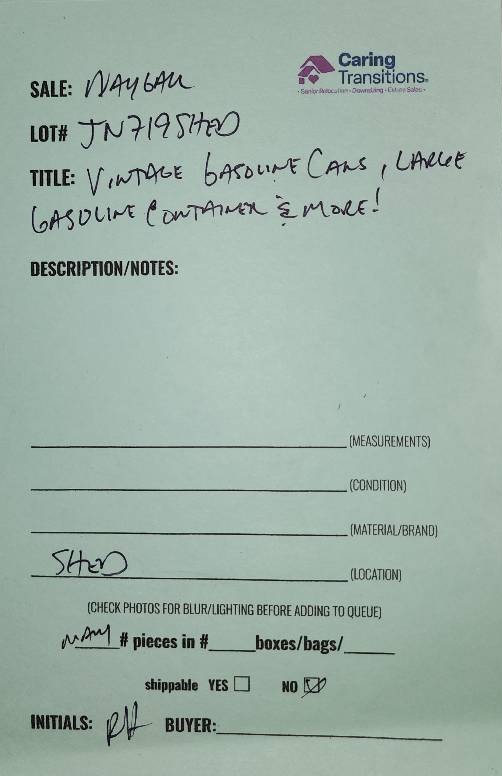 Caring
Transitions
• Senior Relocation • Downsizing • Estate Sales •
SALE: 
LOT# JN719SHED
TITLE: VINTAGE GASOLINE CANS, LARGE
GASOLINE CONTAINER & MORE!
DESCRIPTION/NOTES:
(MEASUREMENTS)
(CONDITION)
(MATERIAL/BRAND)
SHED (LOCATION)
(CHECK PHOTOS FOR BLUR/LIGHTING BEFORE ADDING TO QUEUE)
MANY # pieces in # boxes/bags/
shippable YES NO
INITIALS: RH BUYER: